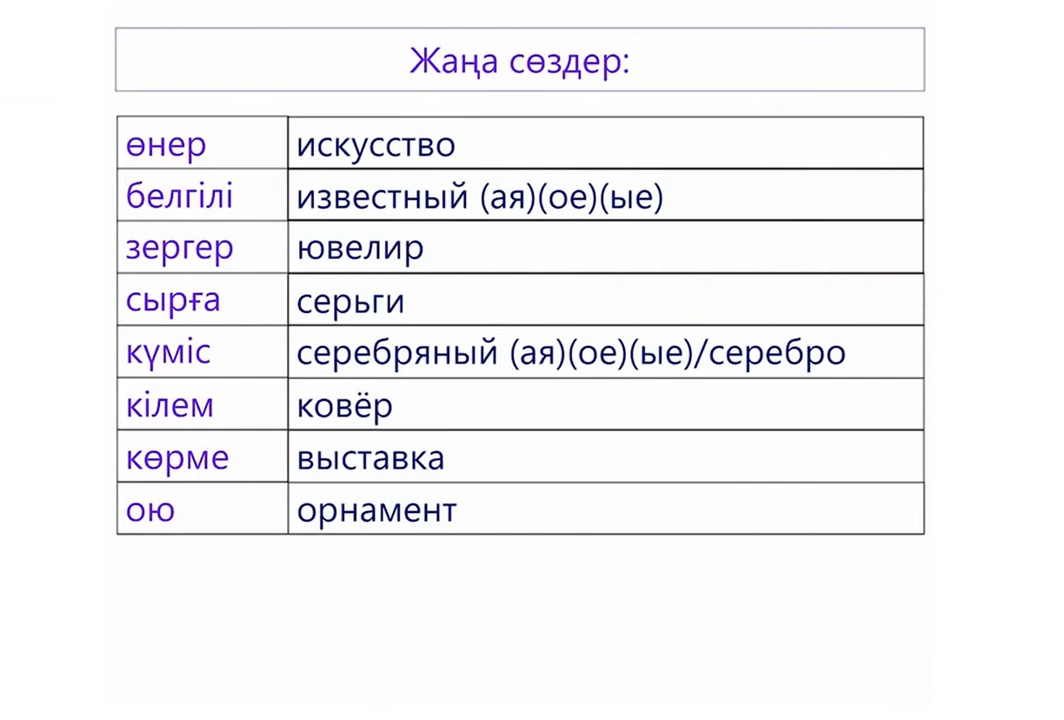 Жаңа сөздер:
өнер искусство
белгілі известный (ая)(ое)(ые)
зергер ювелир
сырға серьги
күміс серебряный (ая)(ое)(ые)/серебро
кілем ковёр
көрме выставка
ою орнамент